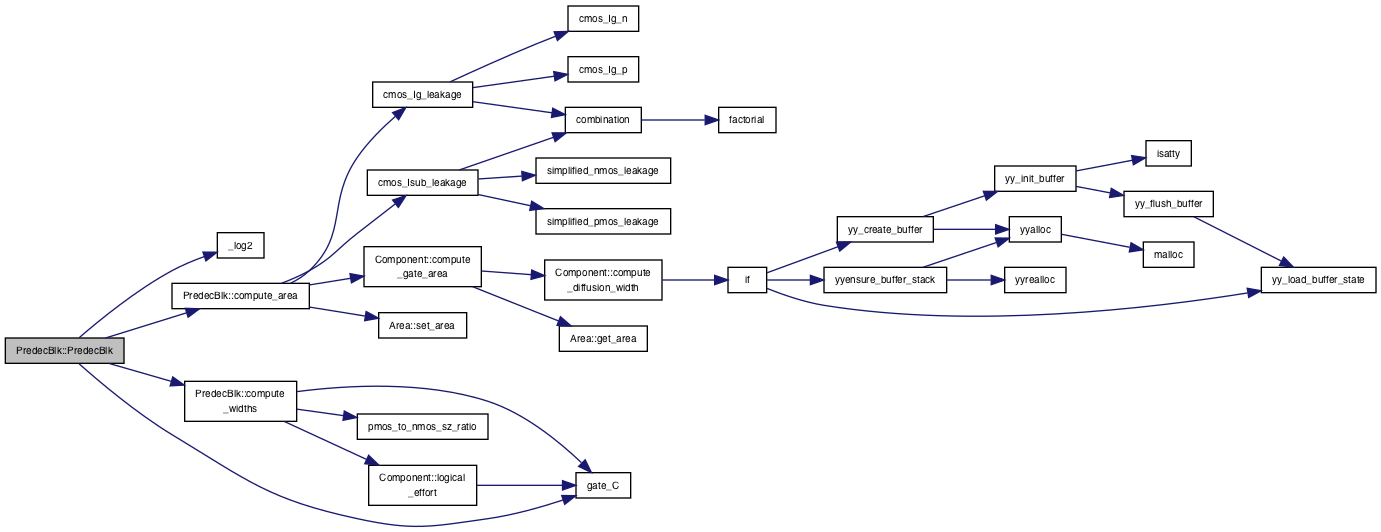 cmos_Ig_n
cmos_Ig_p
cmos_Ig_leakage
combination
factorial
isatty
simplified_nmos_leakage
yy_init_buffer
cmos_Isub_leakage
yy_flush_buffer
simplified_pmos_leakage
yy_create_buffer
yyalloc
_log2
malloc
Component::compute
_gate_area
Component::compute
_diffusion_width
if
yyensure_buffer_stack
yyrealloc
yy_load_buffer_state
PredecBlk::compute_area
Area::set_area
Area::get_area
PredecBlk::PredecBlk
PredecBlk::compute
_widths
pmos_to_nmos_sz_ratio
Component::logical
_effort
gate_C